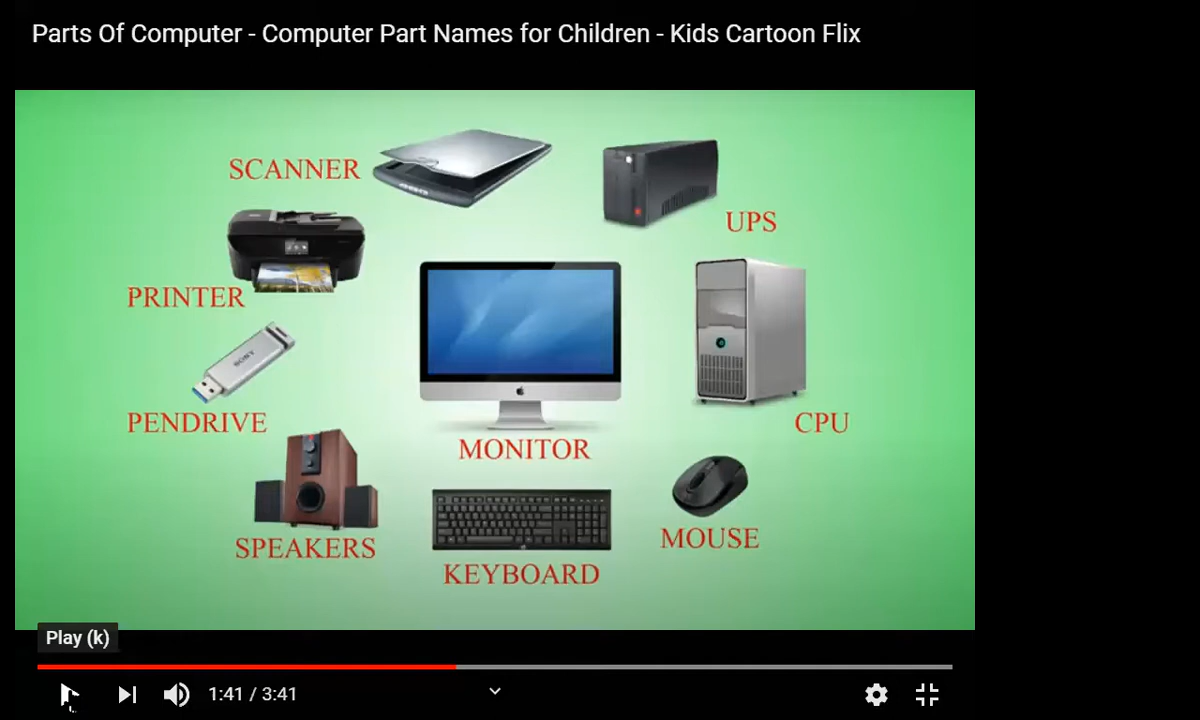 Parts Of Computer - Computer Part Names for Children - Kids Cartoon Flix
SCANNER
UPS
PRINTER
SONY
PENDRIVE
CPU
MONITOR
MOUSE
SPEAKERS
KEYBOARD
Play (k)
1:41 / 3:41